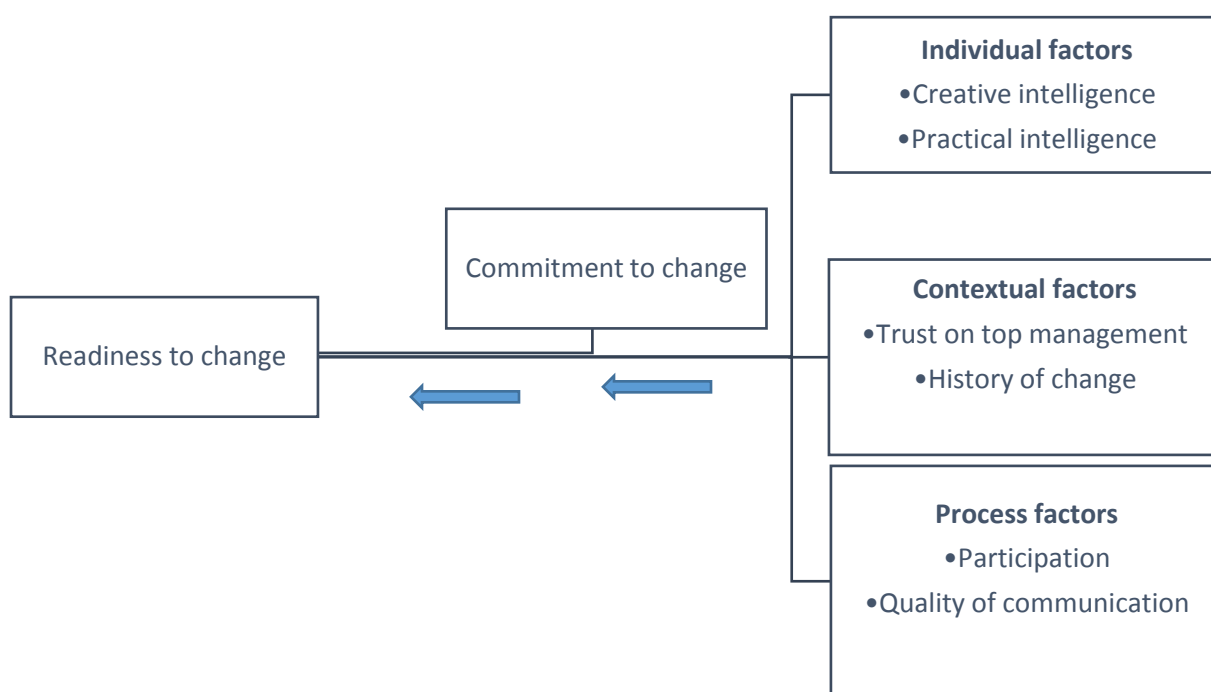 Individual factors
•Creative intelligence
•Practical intelligence
Commitment to change
Contextual factors
•Trust on top management
•History of change
Readiness to change
Process factors
•Participation
•Quality of communication